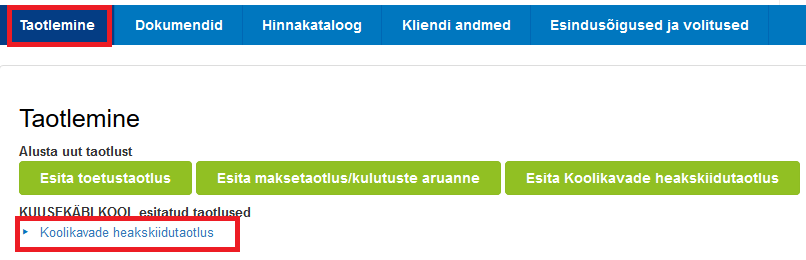 Taotlemine Dokumendid Hinnakataloog Kliendi andmed Esindusõigused ja volitused
Taotlemine
Alusta uut taotlust
Esita toetustaotlus Esita maksetaotlus/kulutuste aruanne Esita Koolikavade heakskiidutaotlus
KUUSEKÄBI KOOL esitatud taotlused
Koolikavade heakskiidutaotlus